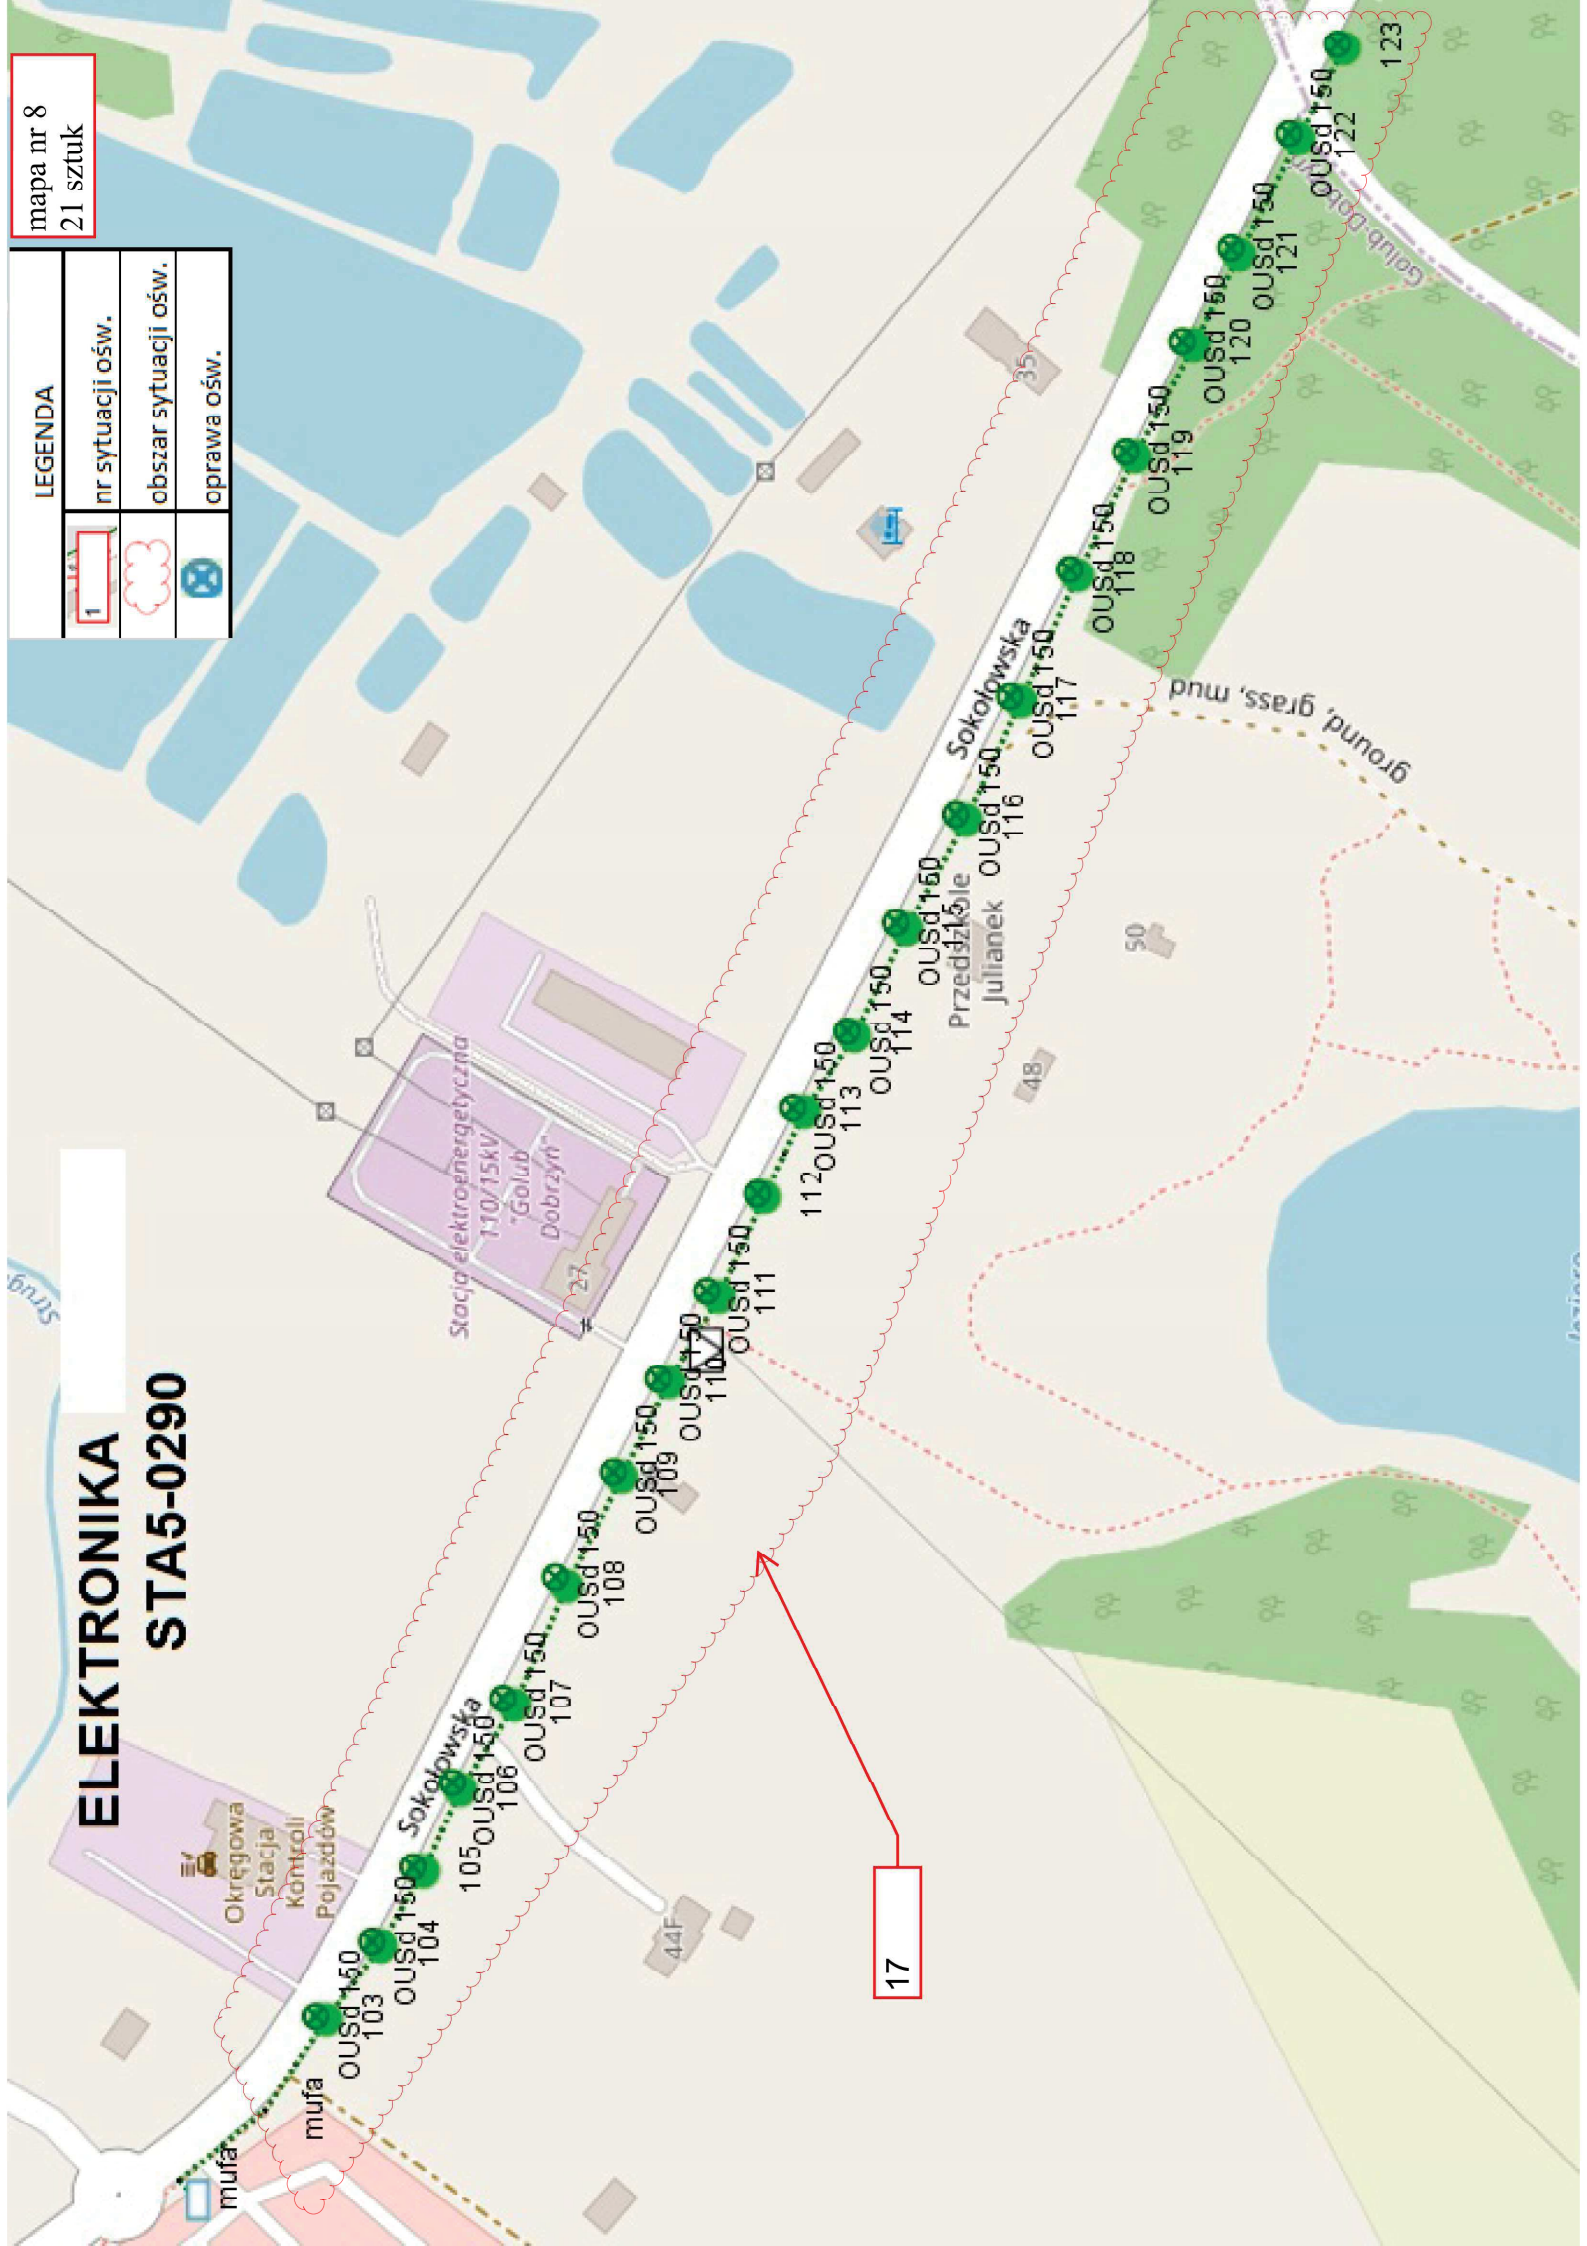 mapa nr 8
21 sztuk
LEGENDA
1
nr sytuacji ośw.
obszar sytuacji ośw.
oprawa ośw.
ELEKTRONIKA
STA5-0290
Okręgowa
Stacja
Kontroli
Pojazdów
Stacja elektroenergetyczna
110/15kV
"Golub
Dobrzyń"
27
35
mufa
mufa
Sokołowska
Sokołowska
OUSd 150
103
OUSd 150
104
105
OUSd 150
106
OUSd 150
107
OUSd 150
108
OUSd 150
109
OUSd 150
110
OUSd 150
111
112
OUSd 150
113
OUSd 150
114
OUSd 150
115
OUSd 150
116
OUSd 150
117
OUSd 150
118
OUSd 150
119
OUSd 150
120
OUSd 150
121
OUSd 150
122
123
Przedszkole
Julianek
44F
48
50
17
ground, grass, mud